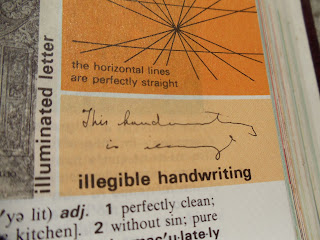 illuminated letter
the horizontal lines
are perfectly straight
This handwriting
is
illegible handwriting
'yə lit) adj. 1 perfectly clean;
kitchen]. 2 without sin; pure